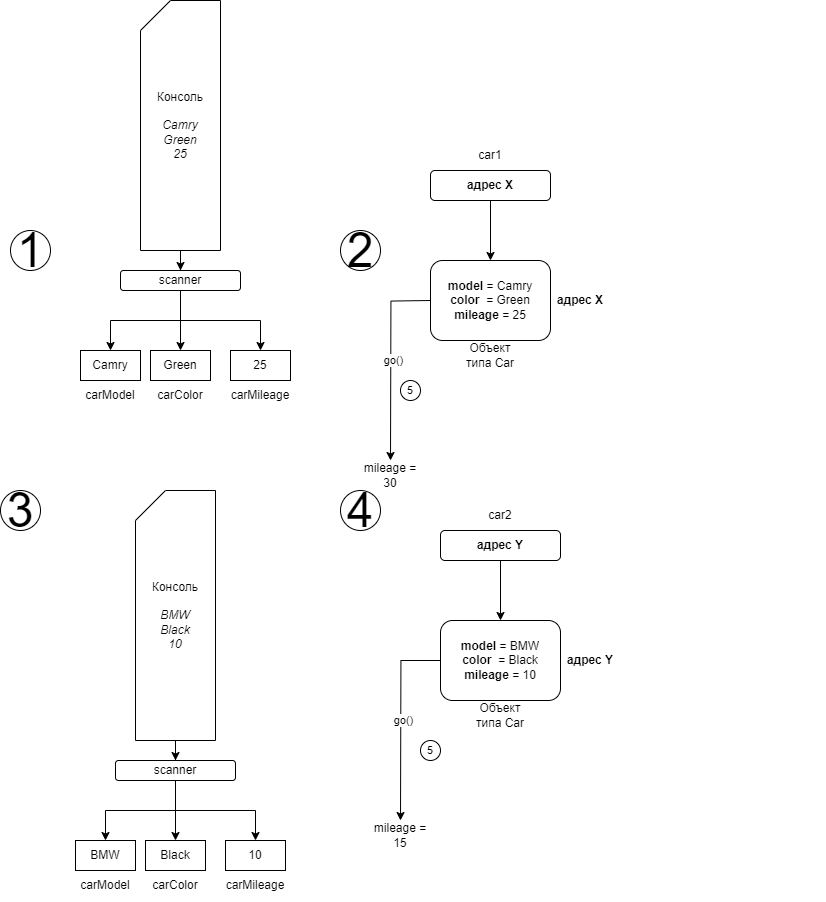 1
Консоль
Camry
Green
25
scanner
Camry
Green
25
carModel
carColor
carMileage
2
car1
адрес X
model = Camry
color  = Green
mileage = 25
адрес X
Объект
типа Car
go()
5
mileage =
30
3
Консоль
BMW
Black
10
scanner
BMW
Black
10
carModel
carColor
carMileage
4
car2
адрес Y
model = BMW
color  = Black
mileage = 10
адрес Y
Объект
типа Car
go()
5
mileage =
15